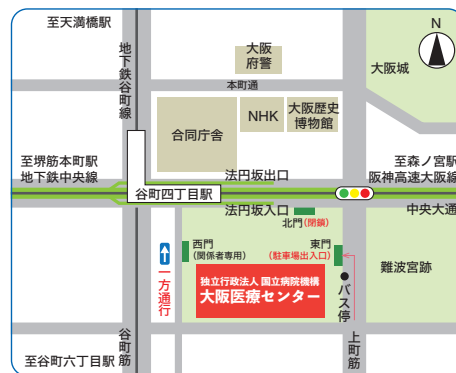 至天満橋駅
地下鉄谷町線
大阪
府警
本町通
大阪城
N
合同庁舎
NHK
大阪歴史
博物館
至堺筋本町駅
地下鉄中央線
法円坂出口
至森ノ宮駅
阪神高速大阪線
谷町四丁目駅
法円坂入口
中央大通
北門(閉鎖)
西門
(関係者専用)
東門
(駐車場出入口)
一方通行
独立行政法人 国立病院機構
大阪医療センター
バス停
難波宮跡
谷町筋
上町筋
至谷町六丁目駅